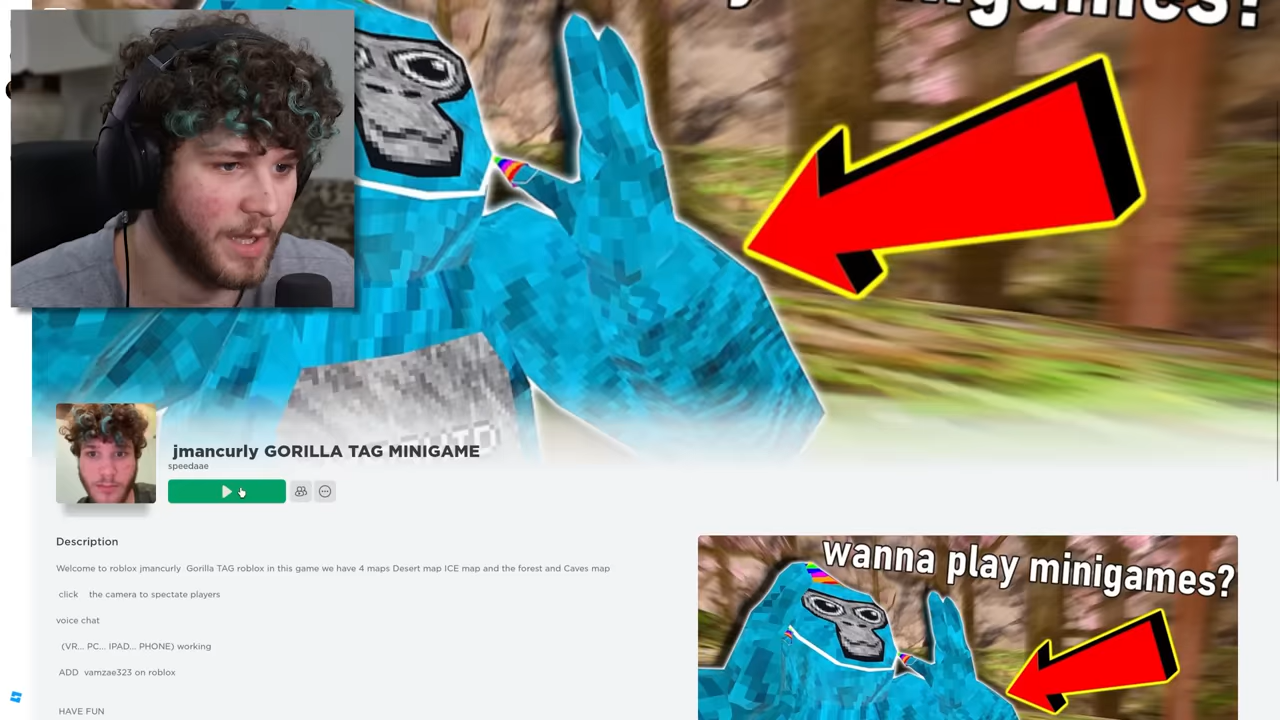 jmancurly GORILLA TAG MINIGAME
speedaae
Description
Welcome to roblox jmancurly Gorilla TAG roblox in this game we have 4 maps Desert map ICE map and the forest and Caves map
click the camera to spectate players
voice chat
(VR... PC... IPAD... PHONE) working
ADD vamzae323 on roblox
HAVE FUN
wanna play minigames?